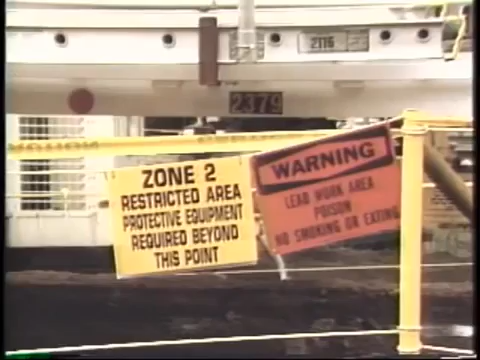 2116
2379
ZONE 2
RESTRICTED AREA
PROTECTIVE EQUIPMENT
REQUIRED BEYOND
THIS POINT
WARNING
LEAD WORK AREA
POISON
NO SMOKING OR EATING